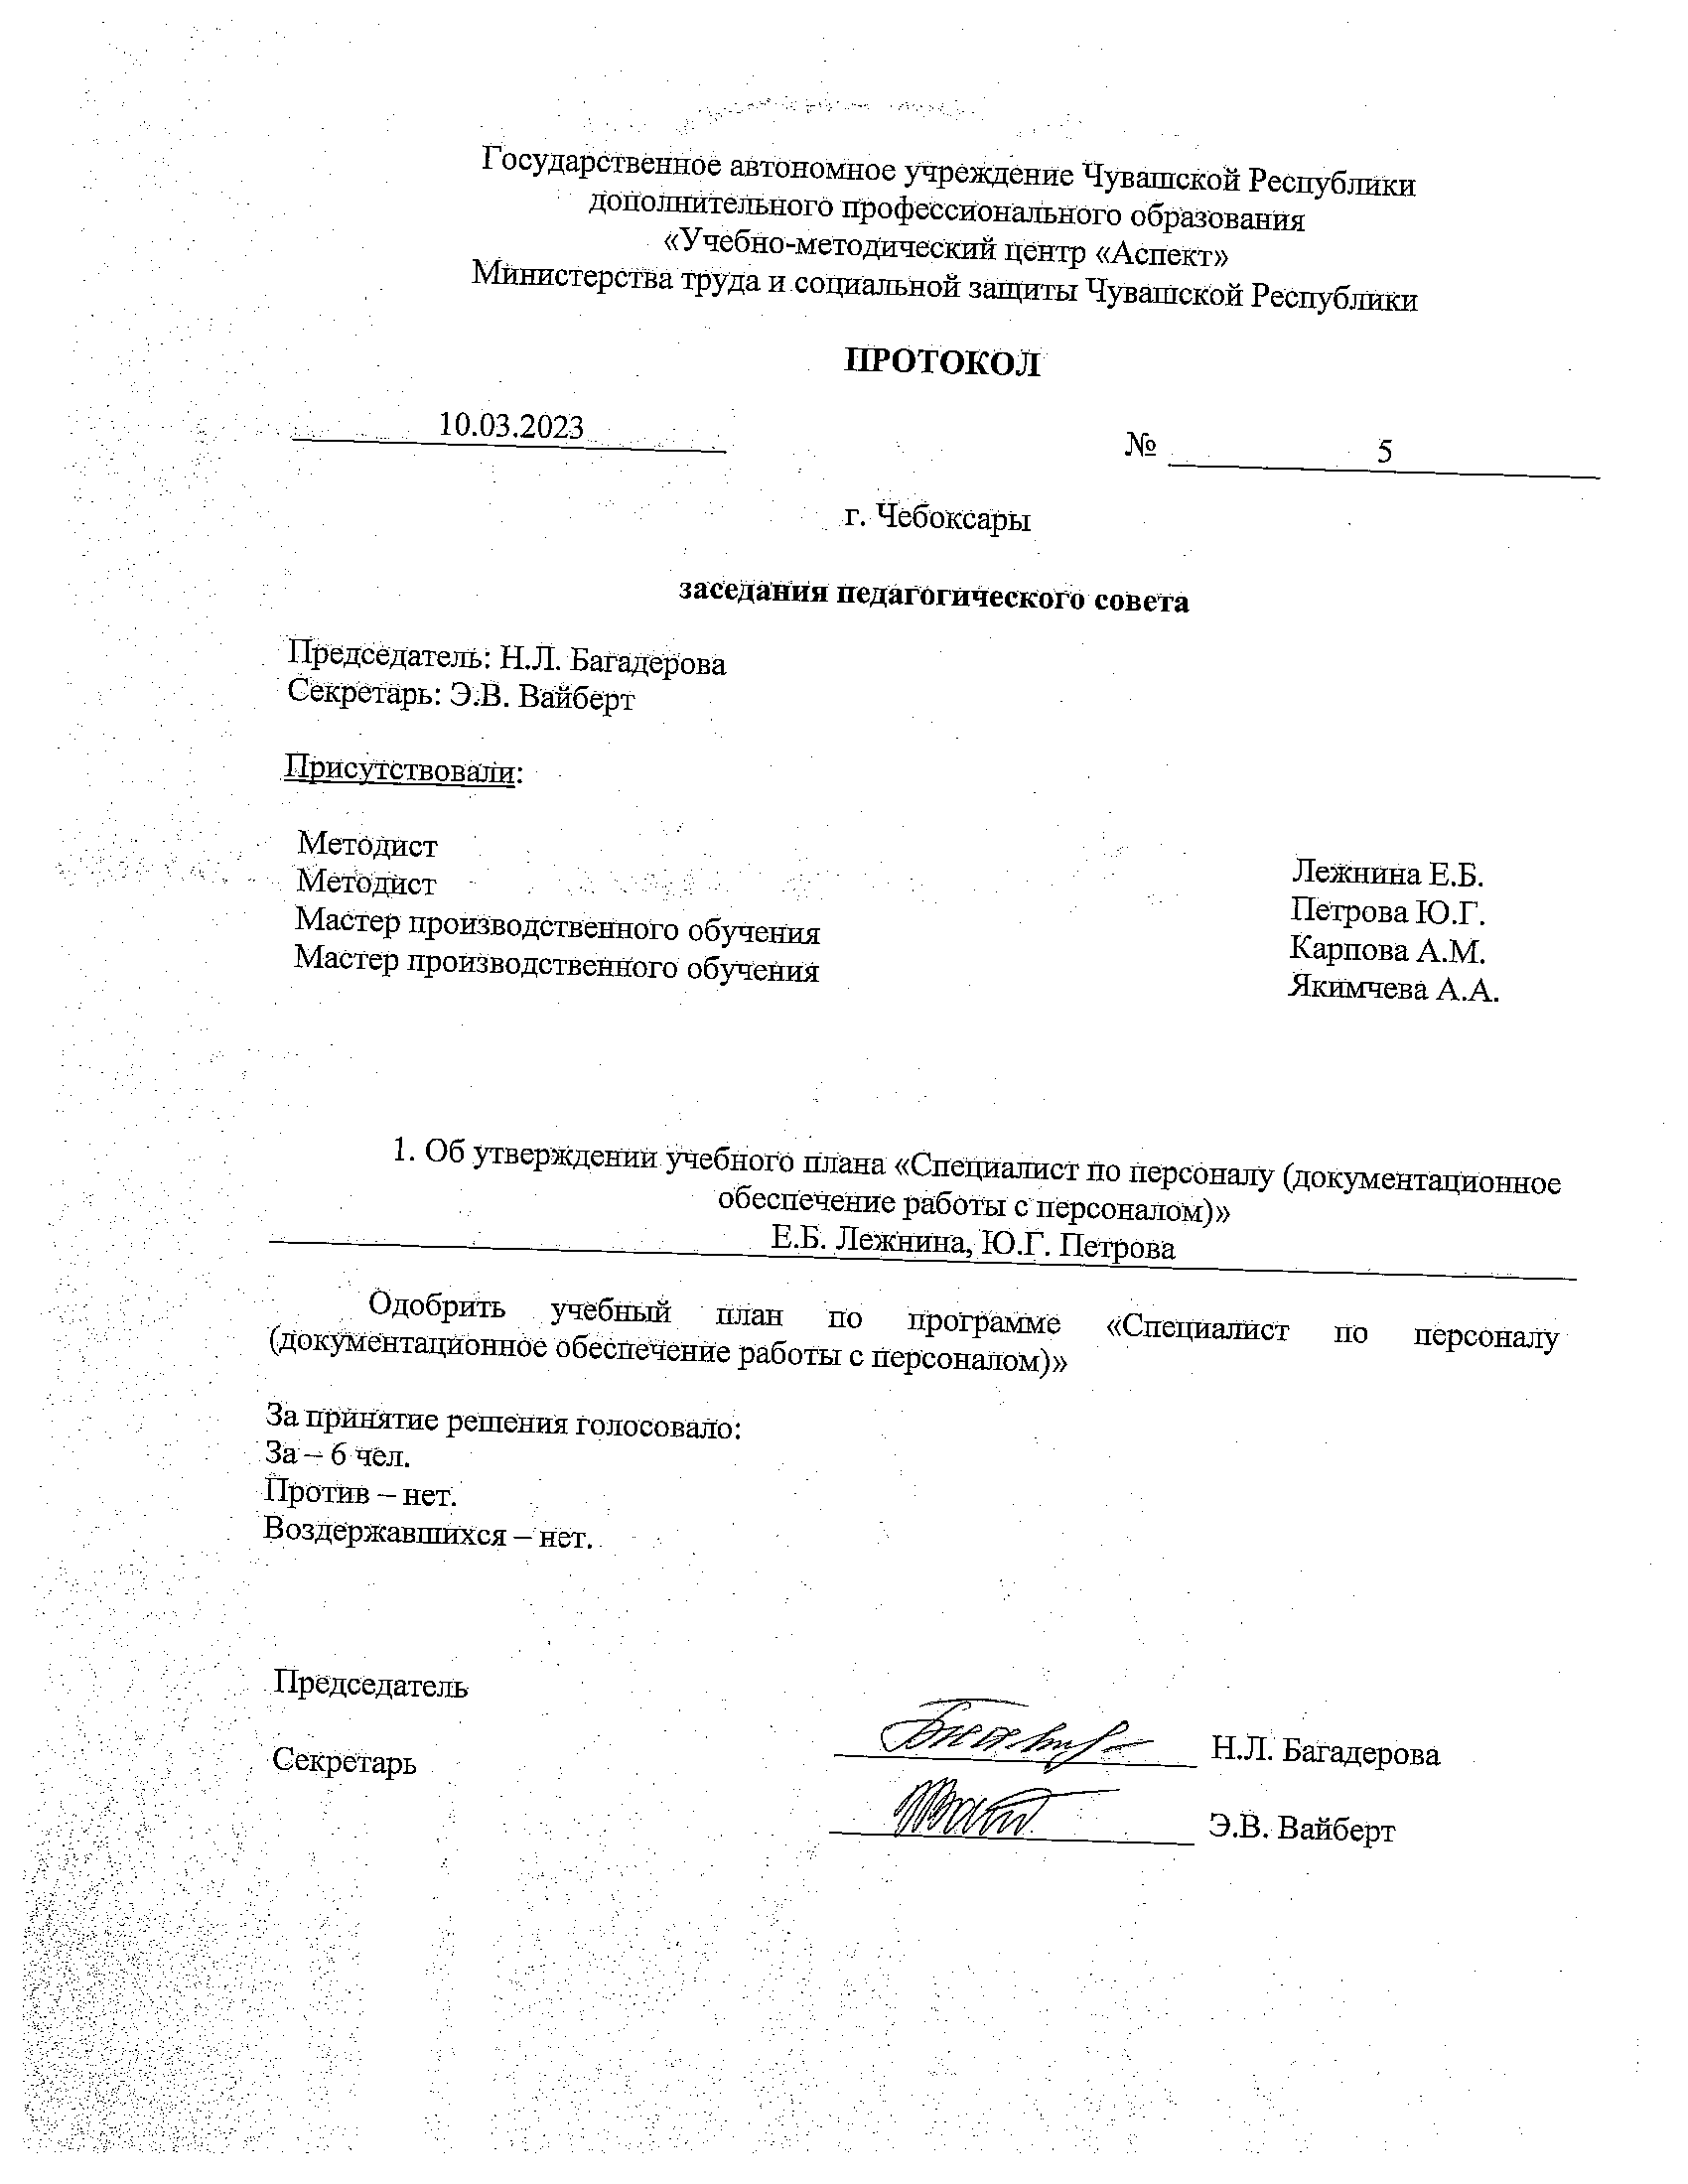 Государственное автономное учреждение Чувашской Республики
дополнительного профессионального образования
«Учебно-методический центр «Аспект»
Министерства труда и социальной защиты Чувашской Республики
ПРОТОКОЛ
10.03.2023 № 5
г. Чебоксары
заседания педагогического совета
Председатель: Н.Л. Багадерова
Секретарь: Э.В. Вайберт
Присутствовали:
Методист Лежнина Е.Б.
Методист Петрова Ю.Г.
Мастер производственного обучения Карпова А.М.
Мастер производственного обучения Якимчева А.А.
1. Об утверждении учебного плана «Специалист по персоналу (документационное
обеспечение работы с персоналом)»
Е.Б. Лежнина, Ю.Г. Петрова
Одобрить учебный план по программе «Специалист по персоналу
(документационное обеспечение работы с персоналом)»
За принятие решения голосовало:
За – 6 чел.
Против – нет.
Воздержавшихся – нет.
Председатель Н.Л. Багадерова
Секретарь Э.В. Вайберт